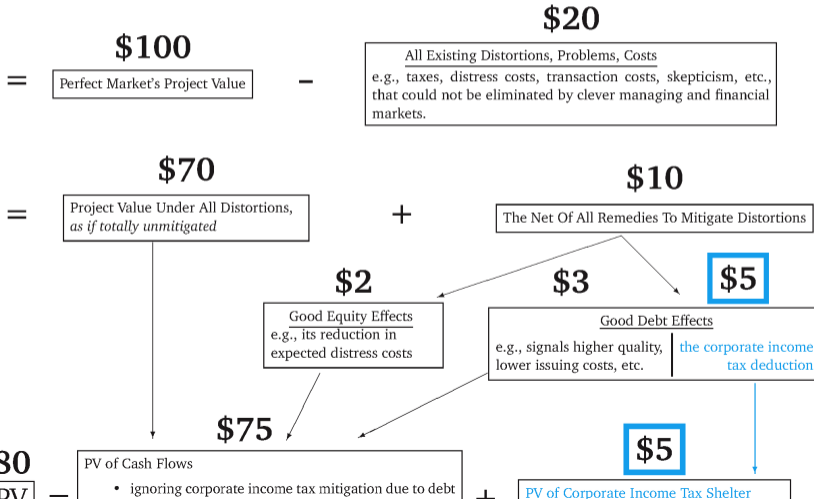 $100
$20
=
Perfect Market's Project Value
–
All Existing Distortions, Problems, Costs
e.g., taxes, distress costs, transaction costs, skepticism, etc.,
that could not be eliminated by clever managing and financial
markets.
$70
$10
=
Project Value Under All Distortions,
as if totally unmitigated
+
The Net Of All Remedies To Mitigate Distortions
$2
$3
$5
Good Equity Effects
e.g., its reduction in
expected distress costs
Good Debt Effects
e.g., signals higher quality,
lower issuing costs, etc.
the corporate income
tax deduction
80
$75
$5
PV
=
PV of Cash Flows
• ignoring corporate income tax mitigation due to debt
+
PV of Corporate Income Tax Shelter